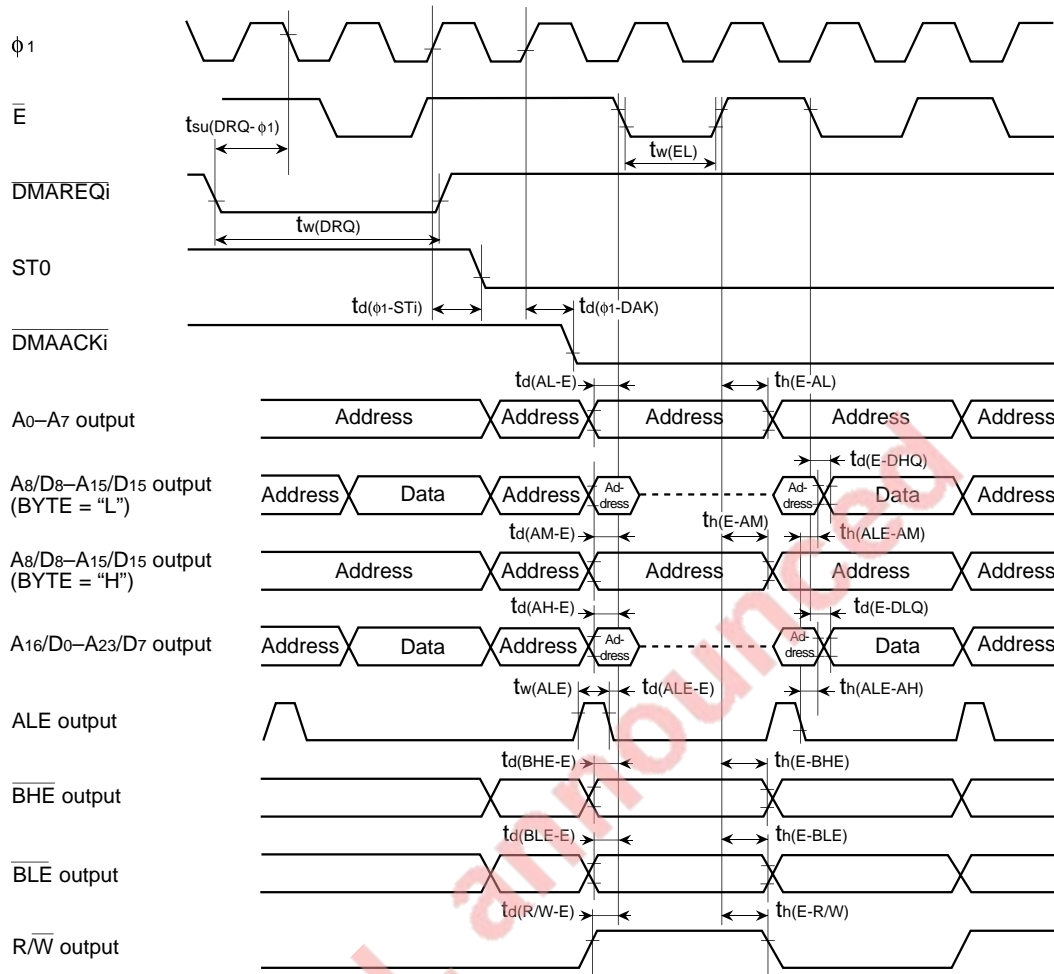 ϕ1
E
tsu(DRQ-ϕ1)
tw(EL)
DMAREQi
tw(DRQ)
ST0
td(ϕ1-STi)
td(ϕ1-DAK)
DMAACKi
td(AL-E)
th(E-AL)
A0–A7 output
Address
Address
Address
Address
Address
td(E-DHQ)
A8/D8–A15/D15 output
(BYTE = “L”)
Address
Data
Address
Ad-
dress
Ad-
dress
Data
Address
td(AM-E)
th(E-AM)
th(ALE-AM)
A8/D8–A15/D15 output
(BYTE = “H”)
Address
Address
Address
Address
Address
td(AH-E)
td(E-DLQ)
A16/D0–A23/D7 output
Address
Data
Address
Ad-
dress
Ad-
dress
Data
Address
tw(ALE)
td(ALE-E)
th(ALE-AH)
ALE output
td(BHE-E)
th(E-BHE)
BHE output
td(BLE-E)
th(E-BLE)
BLE output
td(R/W-E)
th(E-R/W)
R/W output
announced